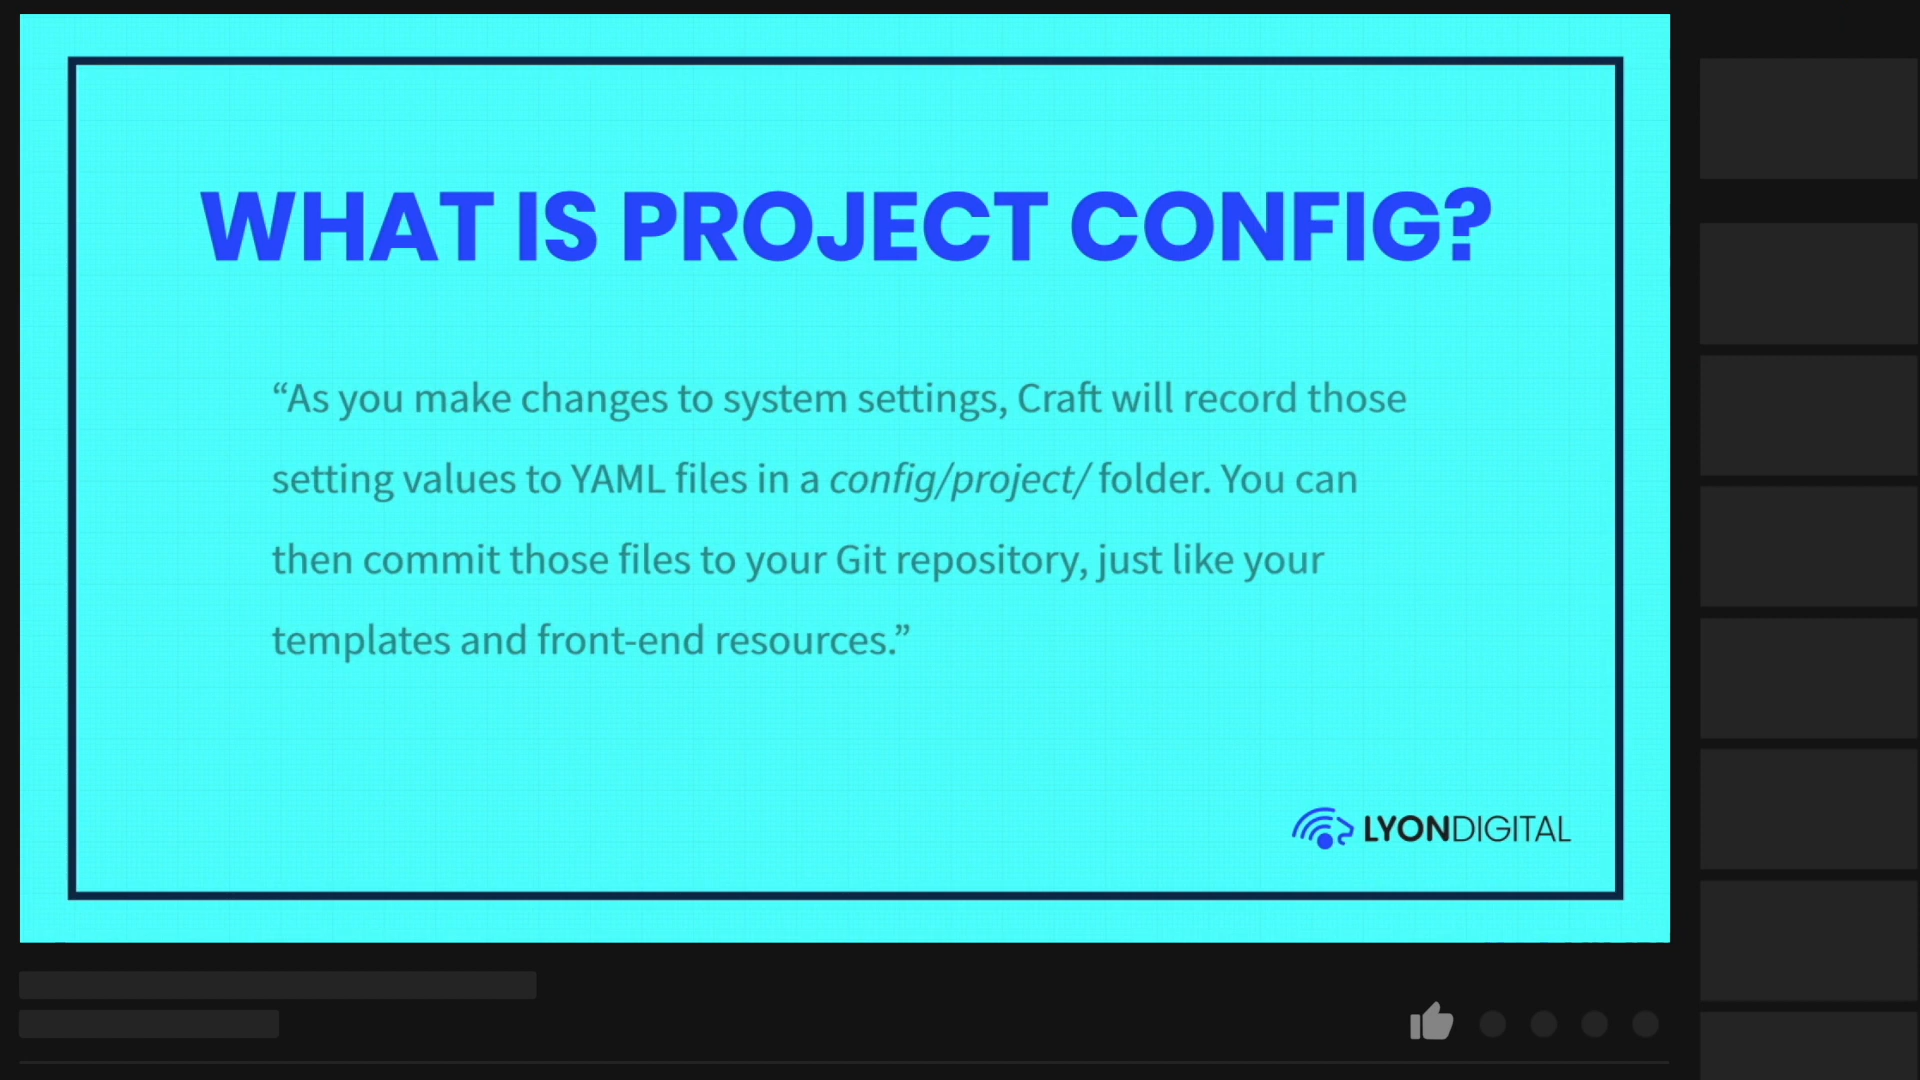 WHAT IS PROJECT CONFIG?
“As you make changes to system settings, Craft will record those
setting values to YAML files in a config/project/ folder. You can
then commit those files to your Git repository, just like your
templates and front-end resources.”
LYONDIGITAL